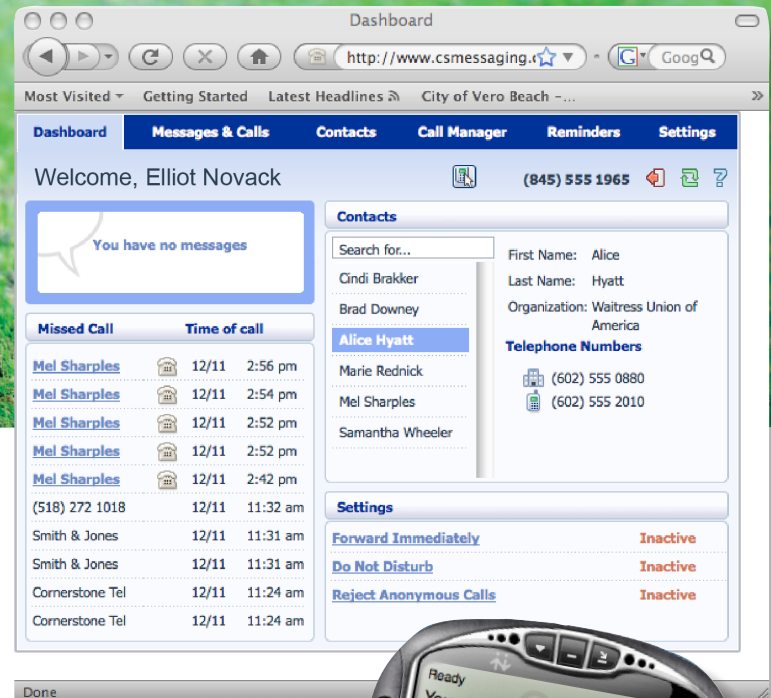 Dashboard
http://www.csmessaging.
G Goog
Most Visited Getting Started Latest Headlines City of Vero Beach -... »
Dashboard Messages & Calls Contacts Call Manager Reminders Settings
Welcome, Elliot Novack (845) 555 1965 ?
You have no messages
Missed Call Time of call
Mel Sharples 12/11 2:56 pm
Mel Sharples 12/11 2:54 pm
Mel Sharples 12/11 2:52 pm
Mel Sharples 12/11 2:52 pm
Mel Sharples 12/11 2:42 pm
(518) 272 1018 12/11 11:32 am
Smith & Jones 12/11 11:31 am
Smith & Jones 12/11 11:31 am
Cornerstone Tel 12/11 11:24 am
Cornerstone Tel 12/11 11:24 am
Contacts
Search for...
Cindi Brakker
Brad Downey
Alice Hyatt
Marie Rednick
Mel Sharples
Samantha Wheeler
First Name: Alice
Last Name: Hyatt
Organization: Waitress Union of
America
Telephone Numbers
(602) 555 0880
(602) 555 2010
Settings
Forward Immediately Inactive
Do Not Disturb Inactive
Reject Anonymous Calls Inactive
Ready
Done